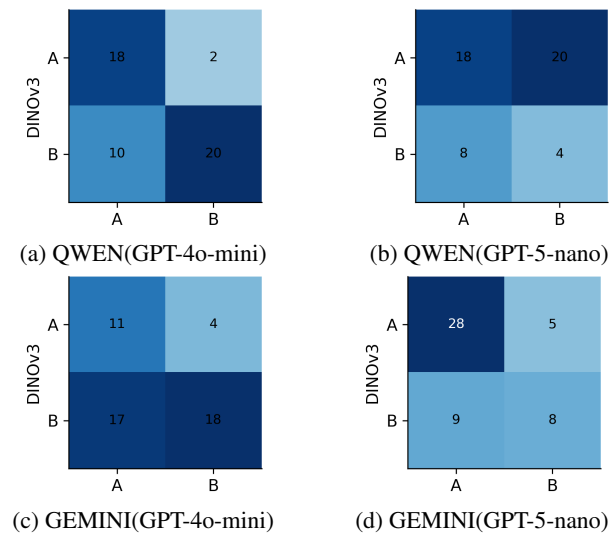 A 18 2
DINOv3
B 10 20
A B
(a) QWEN(GPT-4o-mini)
A 18 20
DINOv3
B 8 4
A B
(b) QWEN(GPT-5-nano)
A 11 4
DINOv3
B 17 18
A B
(c) GEMINI(GPT-4o-mini)
A 28 5
DINOv3
B 9 8
A B
(d) GEMINI(GPT-5-nano)